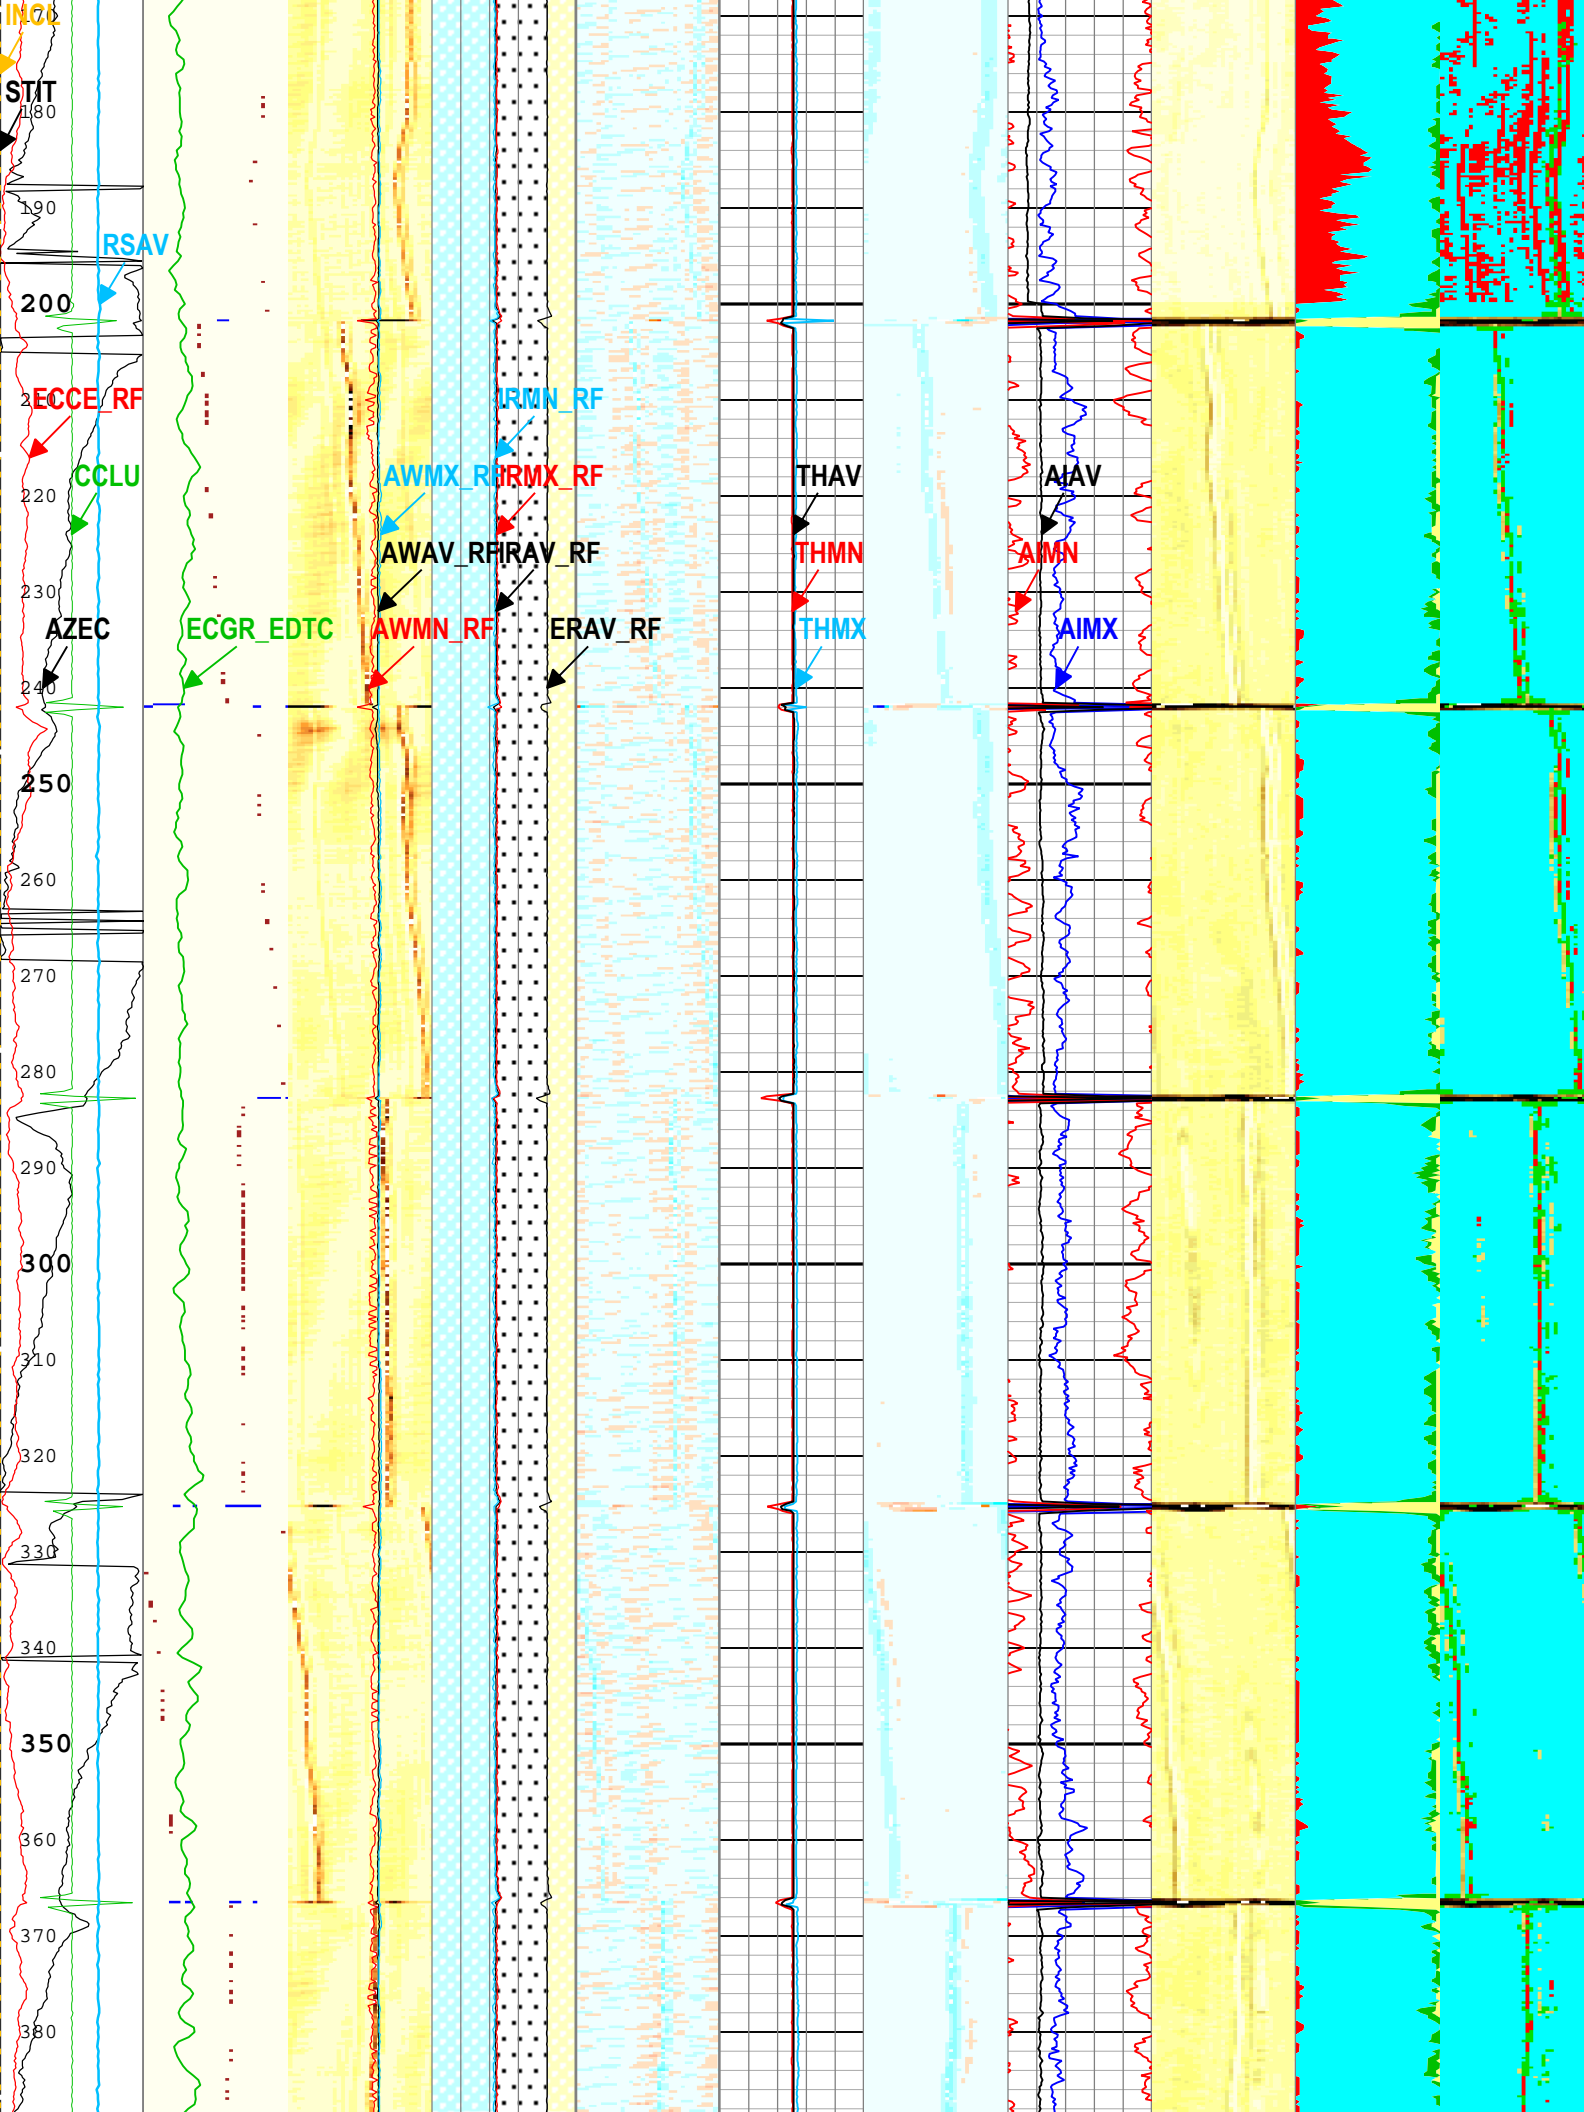 INCL
170
STIT
180
190
RSAV
200
ECCE_RF
210
IRMN_RF
CCLU
AWMX_RF
IRMX_RF
THAV
AIAV
220
AWAV_RF
IRAV_RF
THMN
AIMN
230
AZEC
ECGR_EDTC
AWMN_RF
ERAV_RF
THMX
AIMX
240
250
260
270
280
290
300
310
320
330
340
350
360
370
380